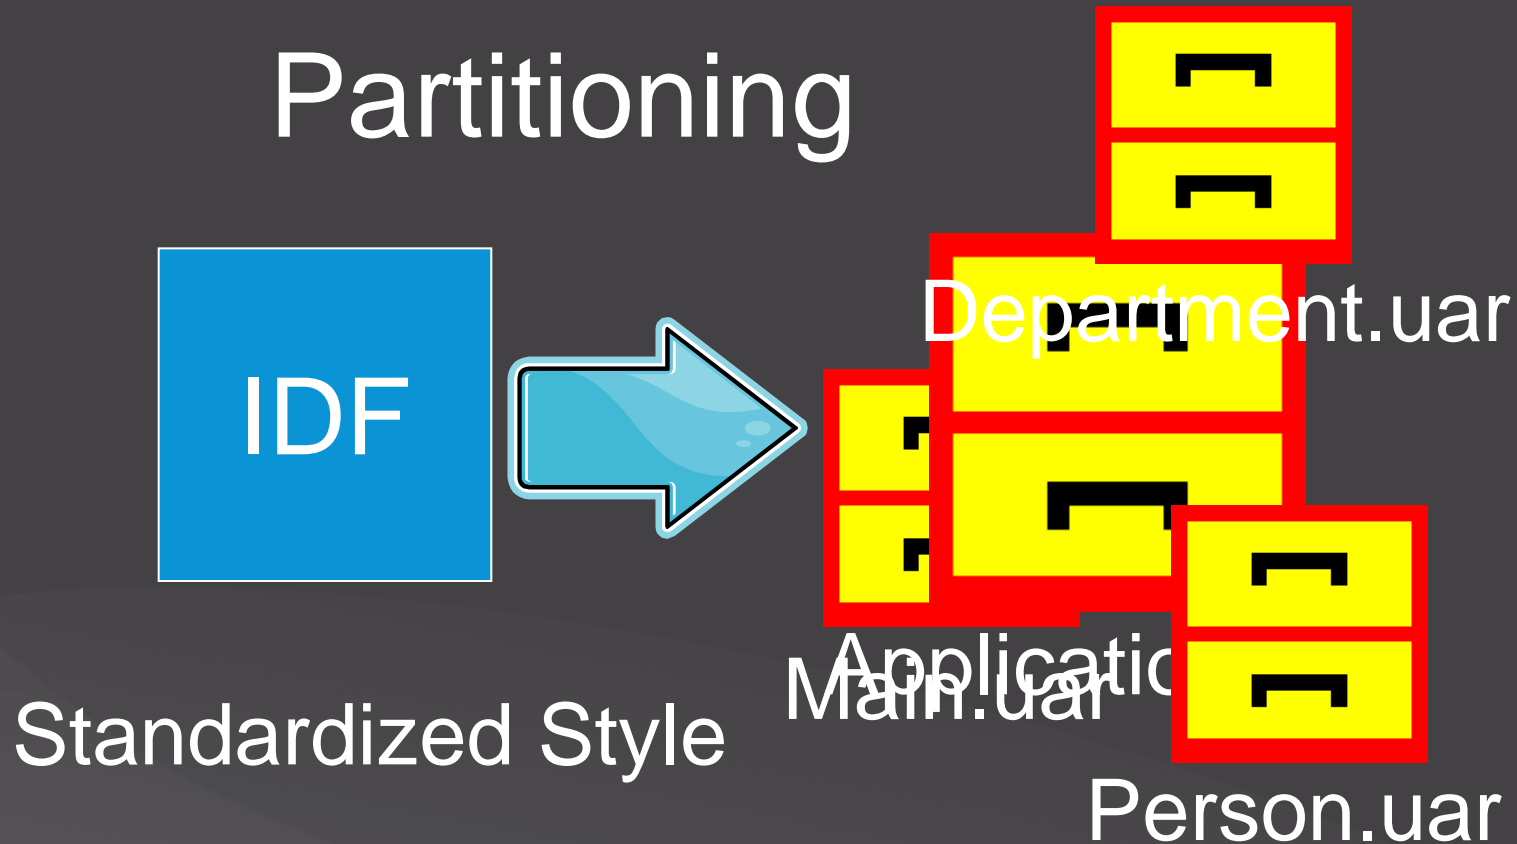 Partitioning
Department.uar
IDF
Main.uar
Standardized Style
Person.uar